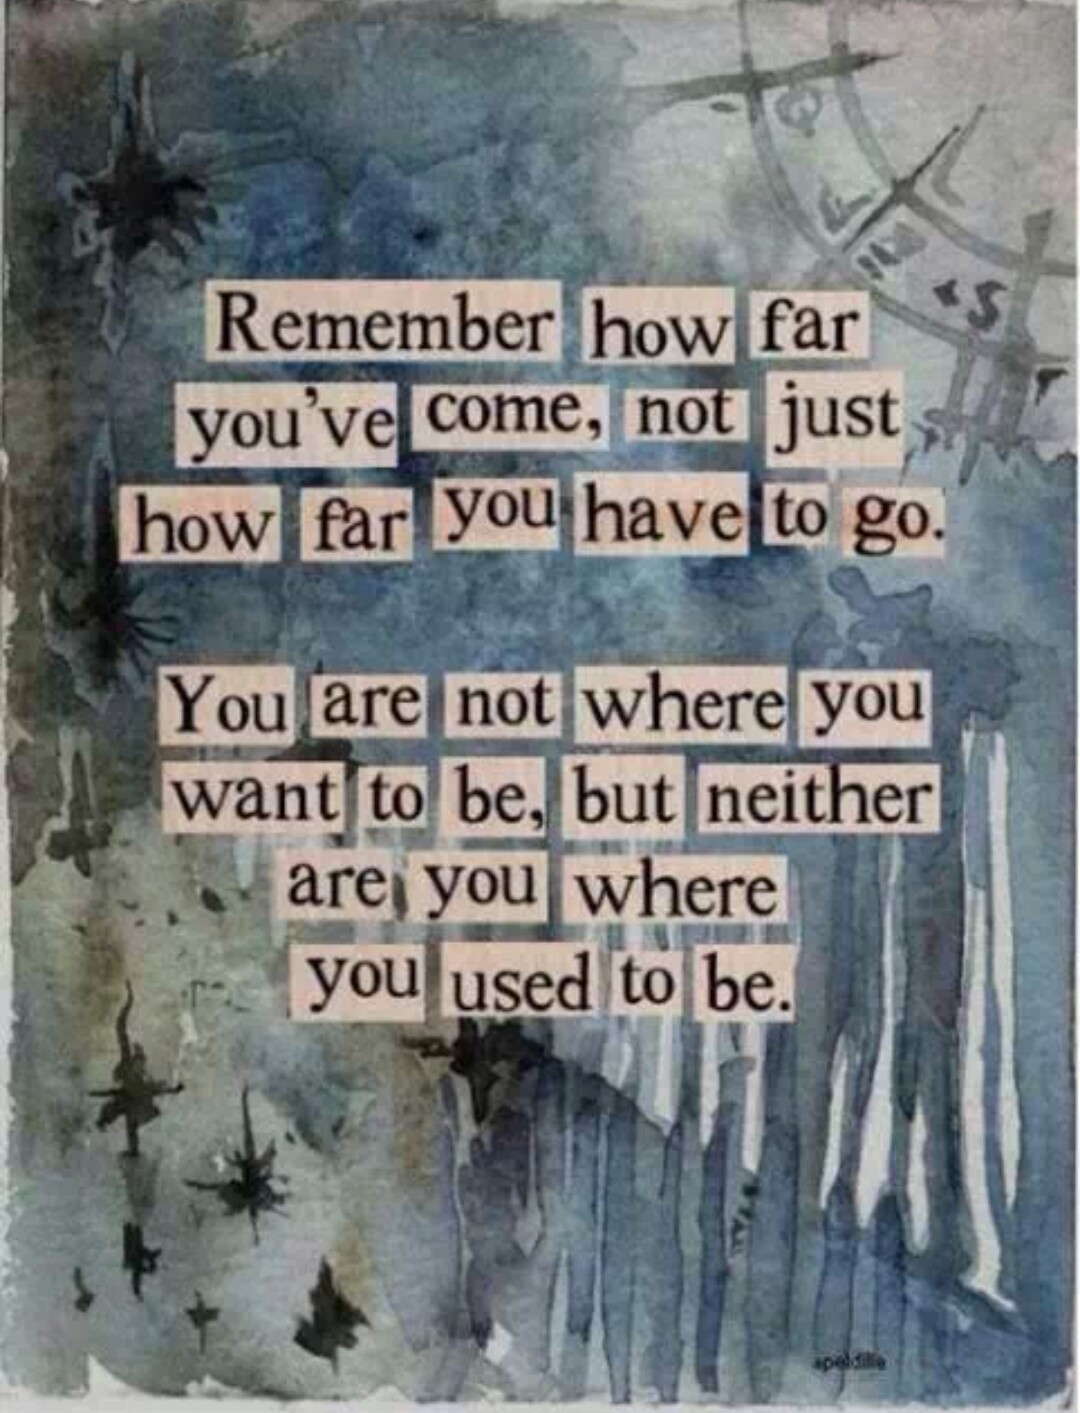 Remember how far
you've come, not just
how far you have to go.
You are not where you
want to be, but neither
are you where
you used to be.